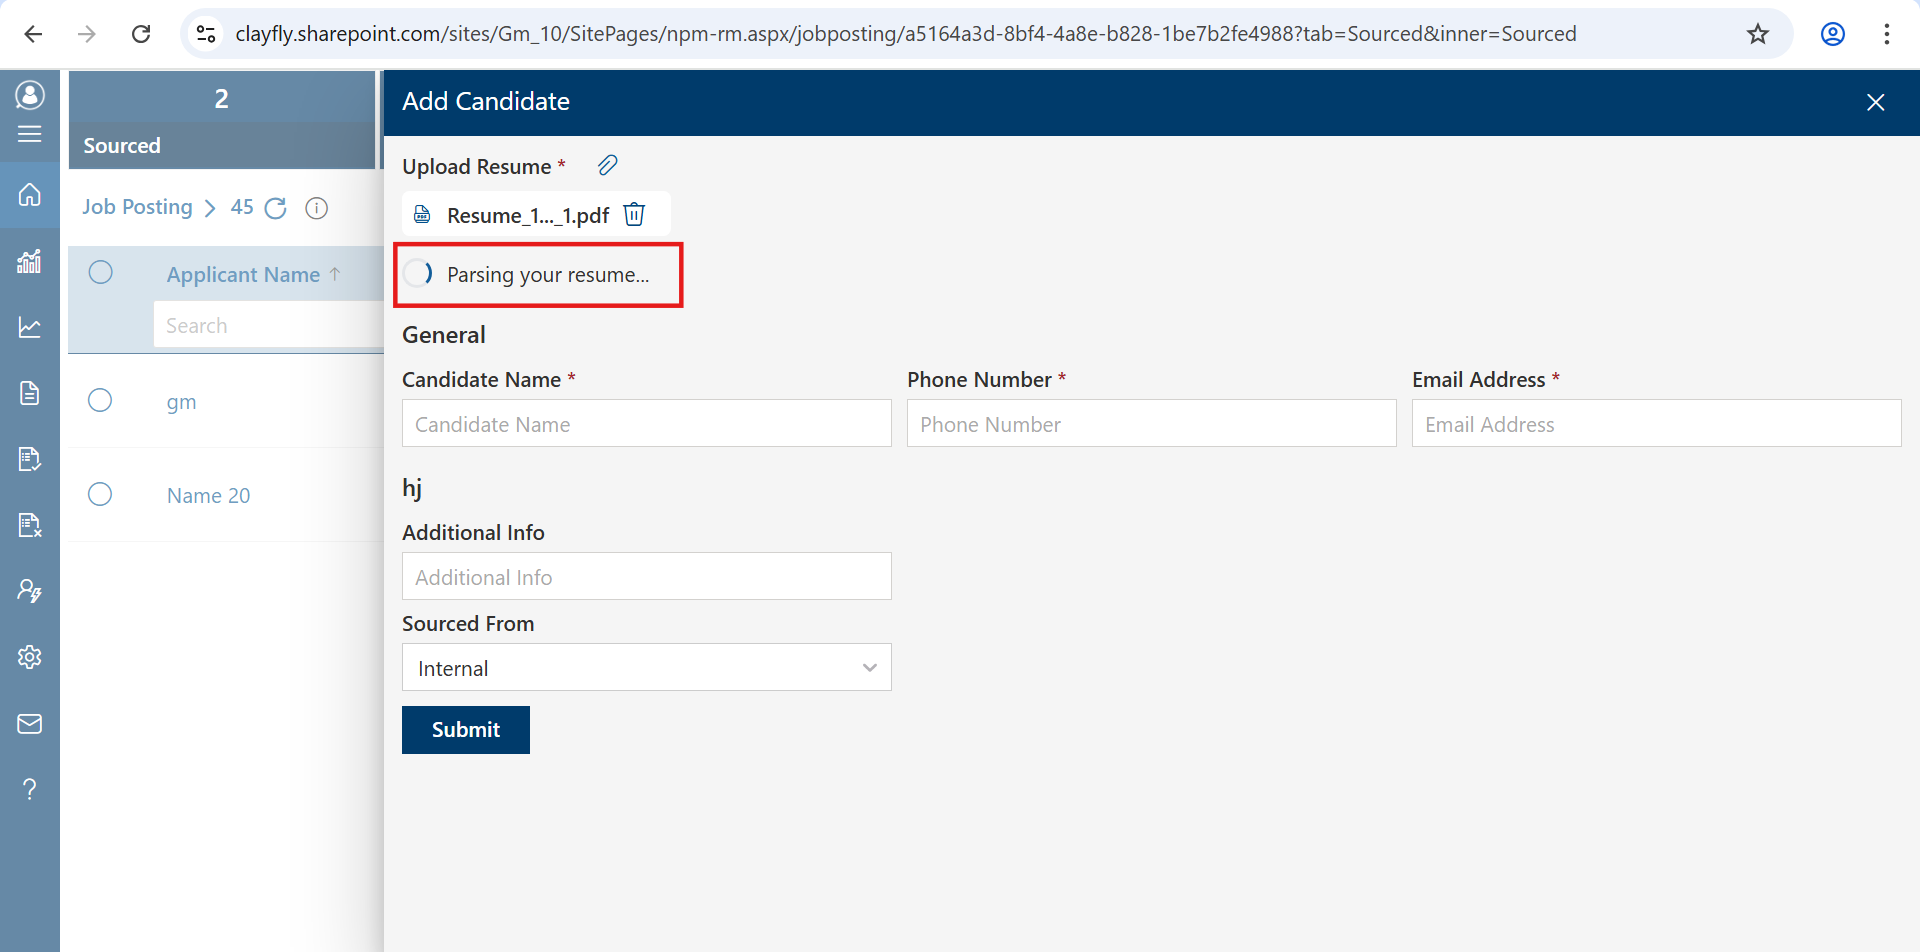 clayfly.sharepoint.com/sites/Gm_10/SitePages/npm-rm.aspx/jobposting/a5164a3d-8bf4-4a8e-b828-1be7b2fe4988?tab=Sourced&inner=Sourced
2
Sourced
Job Posting > 45
Applicant Name ↑
Search
gm
Name 20
Add Candidate
Upload Resume *
Resume_1..._1.pdf
Parsing your resume...
General
Candidate Name * Phone Number * Email Address *
Candidate Name Phone Number Email Address
hj
Additional Info
Additional Info
Sourced From
Internal
Submit